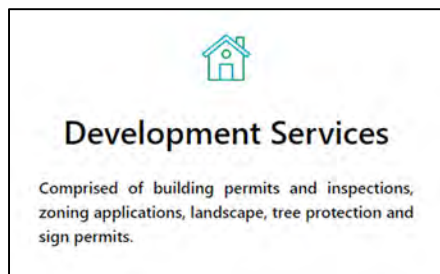 Development Services
Comprised of building permits and inspections,
zoning applications, landscape, tree protection and
sign permits.